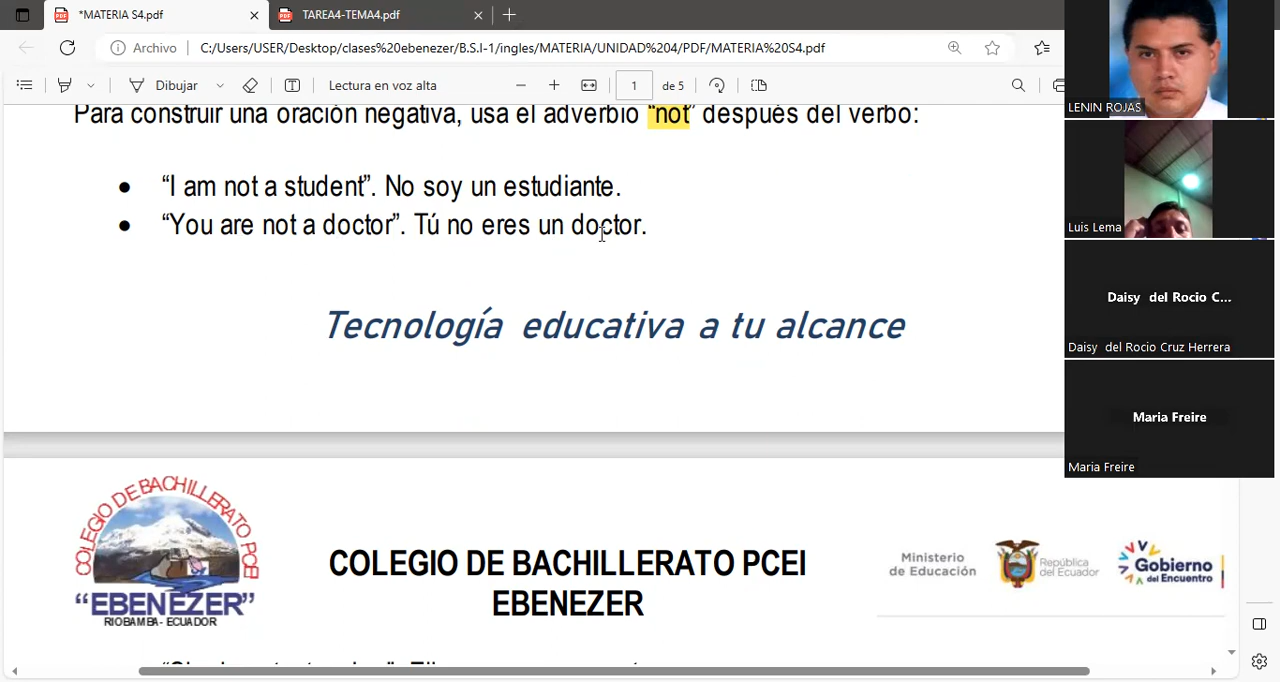 *MATERIA S4.pdf
TAREA4-TEMA4.pdf
Archivo
C:/Users/USER/Desktop/clases%20ebenezer/B.S.I-1/ingles/MATERIA/UNIDAD%204/PDF/MATERIA%20S4.pdf
Dibujar
Lectura en voz alta
1
de 5
LENIN ROJAS
Luis Lema
Daisy del Rocio C...
Daisy del Rocio Cruz Herrera
Maria Freire
Maria Freire
Para construir una oración negativa, usa el adverbio “not” después del verbo:
• “I am not a student”. No soy un estudiante.
• “You are not a doctor”. Tú no eres un doctor.
Tecnología educativa a tu alcance
COLEGIO DE BACHILLERATO PCEI
“EBENEZER”
RIOBAMBA - ECUADOR
COLEGIO DE BACHILLERATO PCEI
EBENEZER
Ministerio
de Educación
República
del Ecuador
Gobierno
del Encuentro